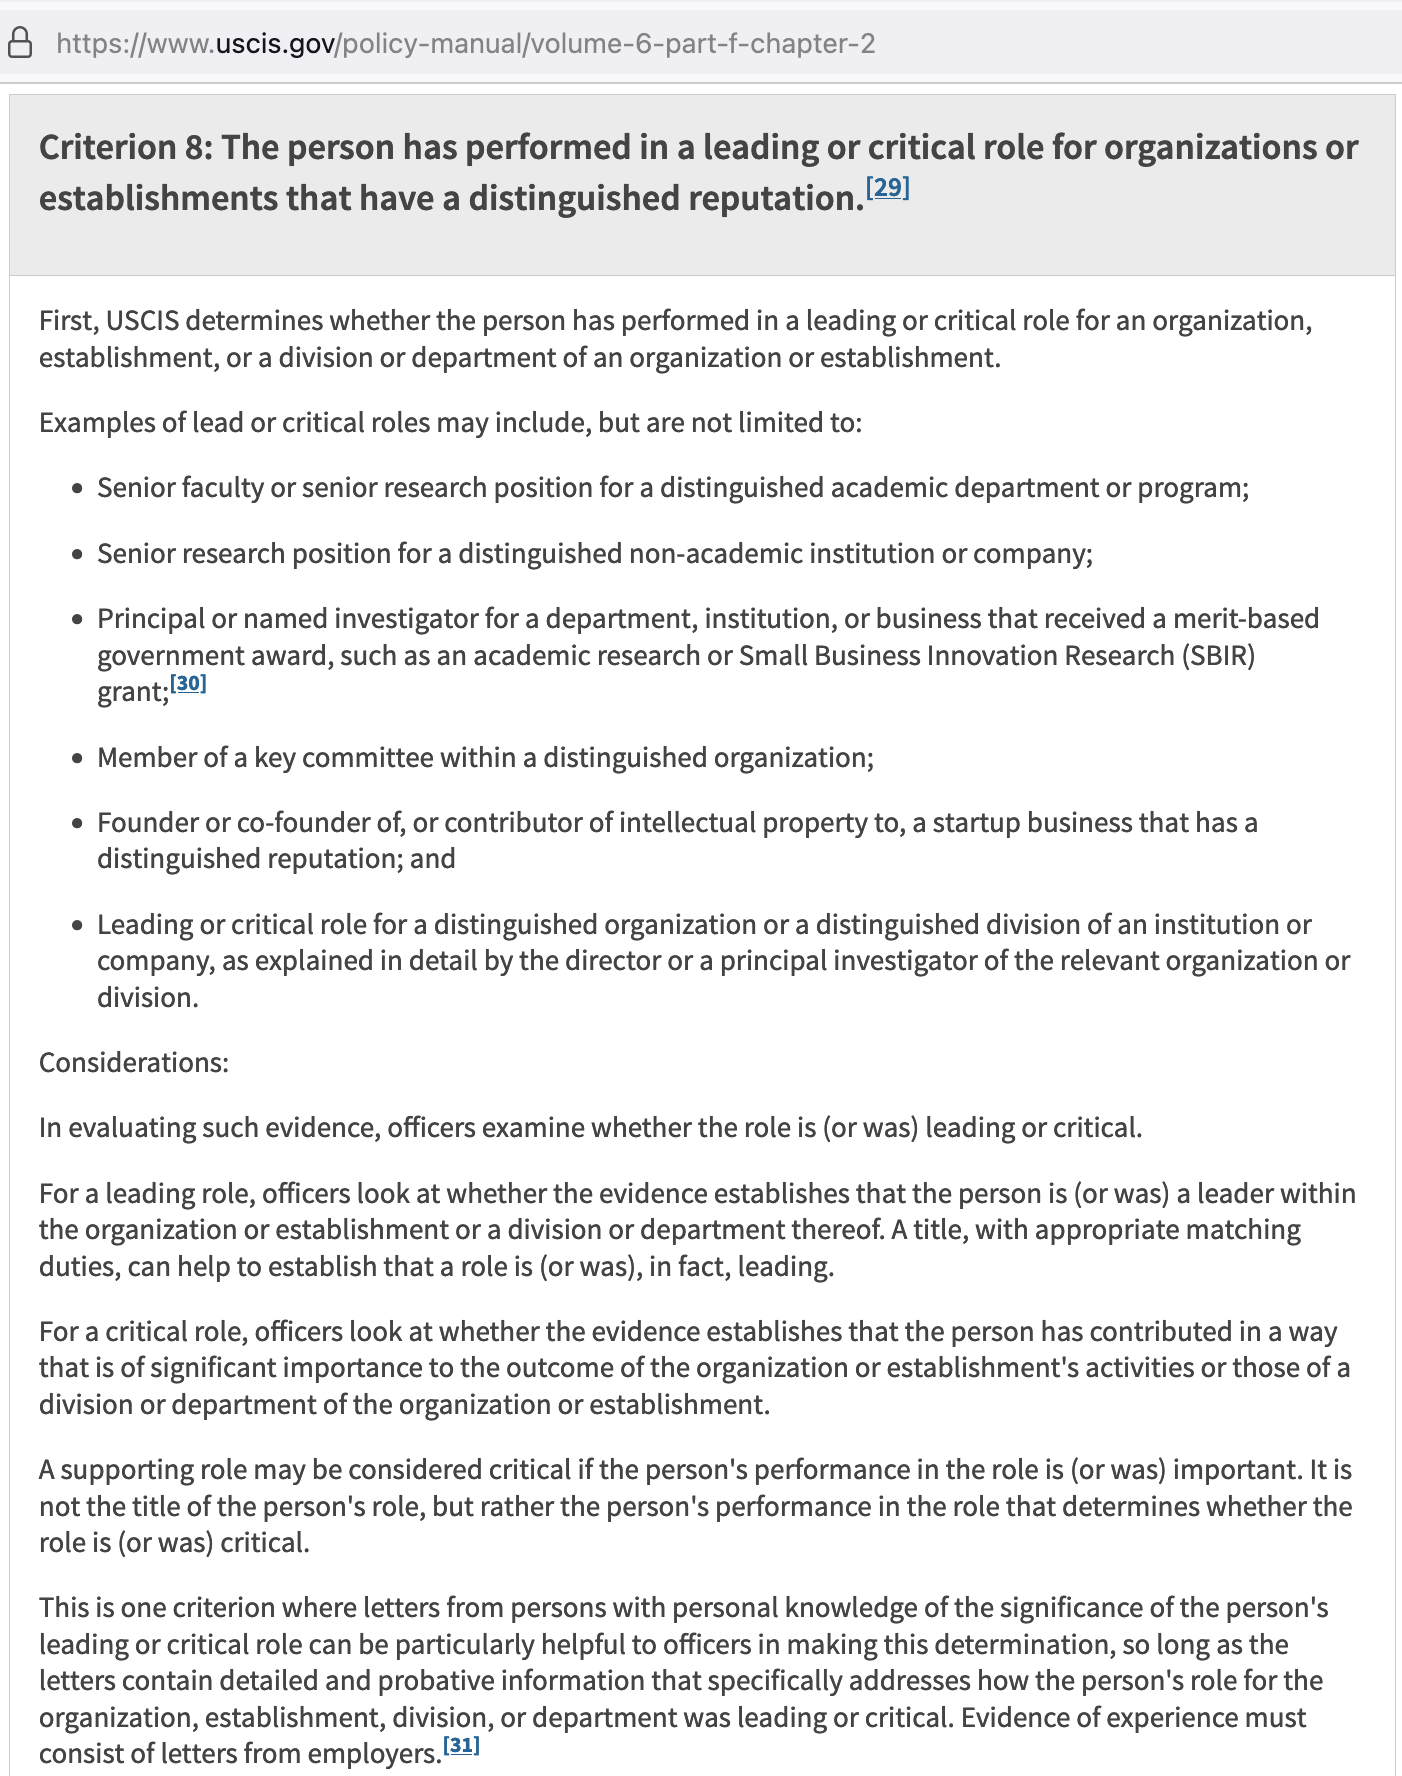 https://www.uscis.gov/policy-manual/volume-6-part-f-chapter-2
Criterion 8: The person has performed in a leading or critical role for organizations or
establishments that have a distinguished reputation.[29]
First, USCIS determines whether the person has performed in a leading or critical role for an organization,
establishment, or a division or department of an organization or establishment.
Examples of lead or critical roles may include, but are not limited to:
• Senior faculty or senior research position for a distinguished academic department or program;
• Senior research position for a distinguished non-academic institution or company;
• Principal or named investigator for a department, institution, or business that received a merit-based
government award, such as an academic research or Small Business Innovation Research (SBIR)
grant;[30]
• Member of a key committee within a distinguished organization;
• Founder or co-founder of, or contributor of intellectual property to, a startup business that has a
distinguished reputation; and
• Leading or critical role for a distinguished organization or a distinguished division of an institution or
company, as explained in detail by the director or a principal investigator of the relevant organization or
division.
Considerations:
In evaluating such evidence, officers examine whether the role is (or was) leading or critical.
For a leading role, officers look at whether the evidence establishes that the person is (or was) a leader within
the organization or establishment or a division or department thereof. A title, with appropriate matching
duties, can help to establish that a role is (or was), in fact, leading.
For a critical role, officers look at whether the evidence establishes that the person has contributed in a way
that is of significant importance to the outcome of the organization or establishment's activities or those of a
division or department of the organization or establishment.
A supporting role may be considered critical if the person's performance in the role is (or was) important. It is
not the title of the person's role, but rather the person's performance in the role that determines whether the
role is (or was) critical.
This is one criterion where letters from persons with personal knowledge of the significance of the person's
leading or critical role can be particularly helpful to officers in making this determination, so long as the
letters contain detailed and probative information that specifically addresses how the person's role for the
organization, establishment, division, or department was leading or critical. Evidence of experience must
consist of letters from employers.[31]